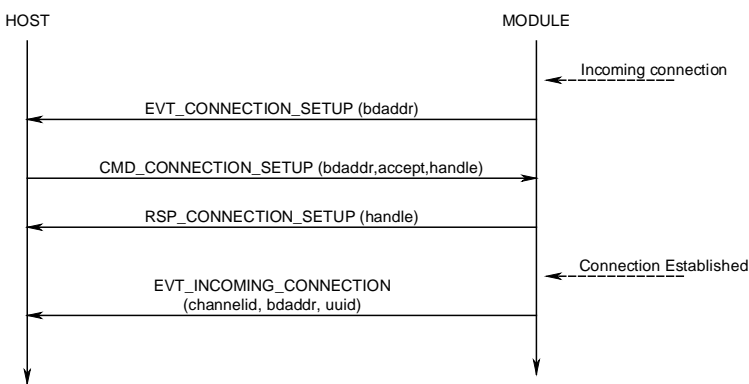 HOST
MODULE
Incoming connection
EVT_CONNECTION_SETUP (bdaddr)
CMD_CONNECTION_SETUP (bdaddr,accept,handle)
RSP_CONNECTION_SETUP (handle)
Connection Established
EVT_INCOMING_CONNECTION
(channelid, bdaddr, uuid)